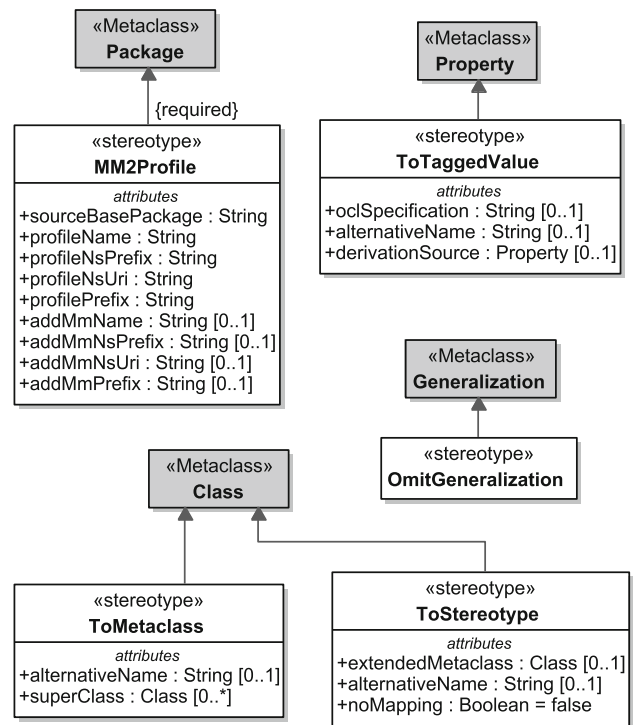 «Metaclass»
Package
{required}
«stereotype»
MM2Profile
attributes
+sourceBasePackage : String
+profileName : String
+profileNsPrefix : String
+profileNsUri : String
+profilePrefix : String
+addMmName : String [0..1]
+addMmNsPrefix : String [0..1]
+addMmNsUri : String [0..1]
+addMmPrefix : String [0..1]
«Metaclass»
Property
«stereotype»
ToTaggedValue
attributes
+oclSpecification : String [0..1]
+alternativeName : String [0..1]
+derivationSource : Property [0..1]
«Metaclass»
Generalization
«stereotype»
OmitGeneralization
«Metaclass»
Class
«stereotype»
ToMetaclass
attributes
+alternativeName : String [0..1]
+superClass : Class [0..*]
«stereotype»
ToStereotype
attributes
+extendedMetaclass : Class [0..1]
+alternativeName : String [0..1]
+noMapping : Boolean = false